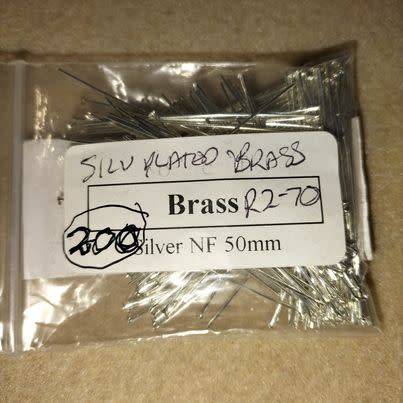 SILV PLATED BRASS
Brass R2-70
200 Silver NF 50mm